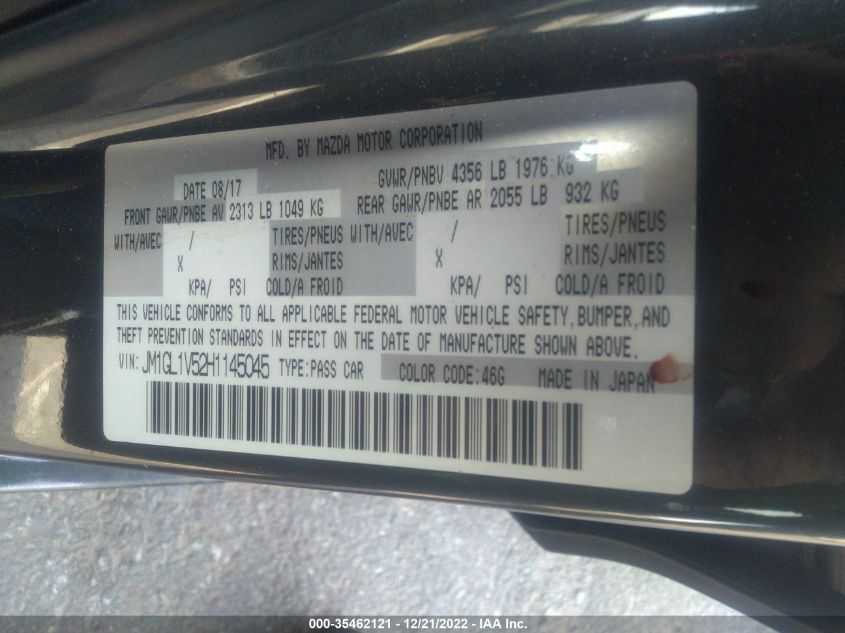 MFD. BY MAZDA MOTOR CORPORATION
DATE 08/17 GVWR/PNBV 4356 LB 1976 KG
FRONT GAWR/PNBE AV 2313 LB 1049 KG REAR GAWR/PNBE AR 2055 LB 932 KG
WITH/AVEC / TIRES/PNEUS WITH/AVEC / TIRES/PNEUS
X RIMS/JANTES X RIMS/JANTES
KPA/ PSI COLD/A FROID KPA/ PSI COLD/A FROID
THIS VEHICLE CONFORMS TO ALL APPLICABLE FEDERAL MOTOR VEHICLE SAFETY, BUMPER, AND
THEFT PREVENTION STANDARDS IN EFFECT ON THE DATE OF MANUFACTURE SHOWN ABOVE.
VIN: JM1GL1V52H1145045 TYPE: PASS CAR COLOR CODE: 46G MADE IN JAPAN
000-35462121 - 12/21/2022 - IAA Inc.